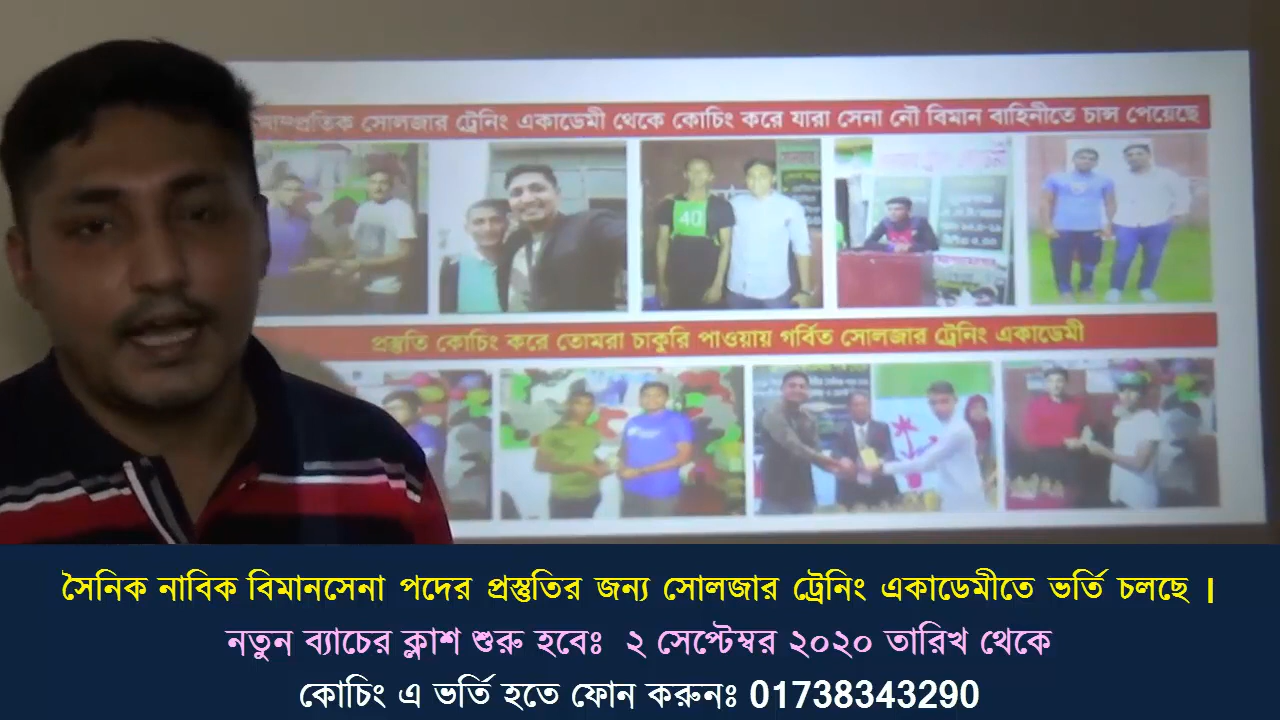 সাম্প্রতিক সোলজার ট্রেনিং একাডেমী থেকে কোচিং করে যারা সেনা নৌ বিমান বাহিনীতে চান্স পেয়েছে
40
প্রস্তুতি কোচিং করে তোমরা চাকুরি পাওয়ায় গর্বিত সোলজার ট্রেনিং একাডেমী
সৈনিক নাবিক বিমানসেনা পদের প্রস্তুতির জন্য সোলজার ট্রেনিং একাডেমীতে ভর্তি চলছে ।
নতুন ব্যাচের ক্লাশ শুরু হবেঃ ২ সেপ্টেম্বর ২০২০ তারিখ থেকে
কোচিং এ ভর্তি হতে ফোন করুনঃ 01738343290